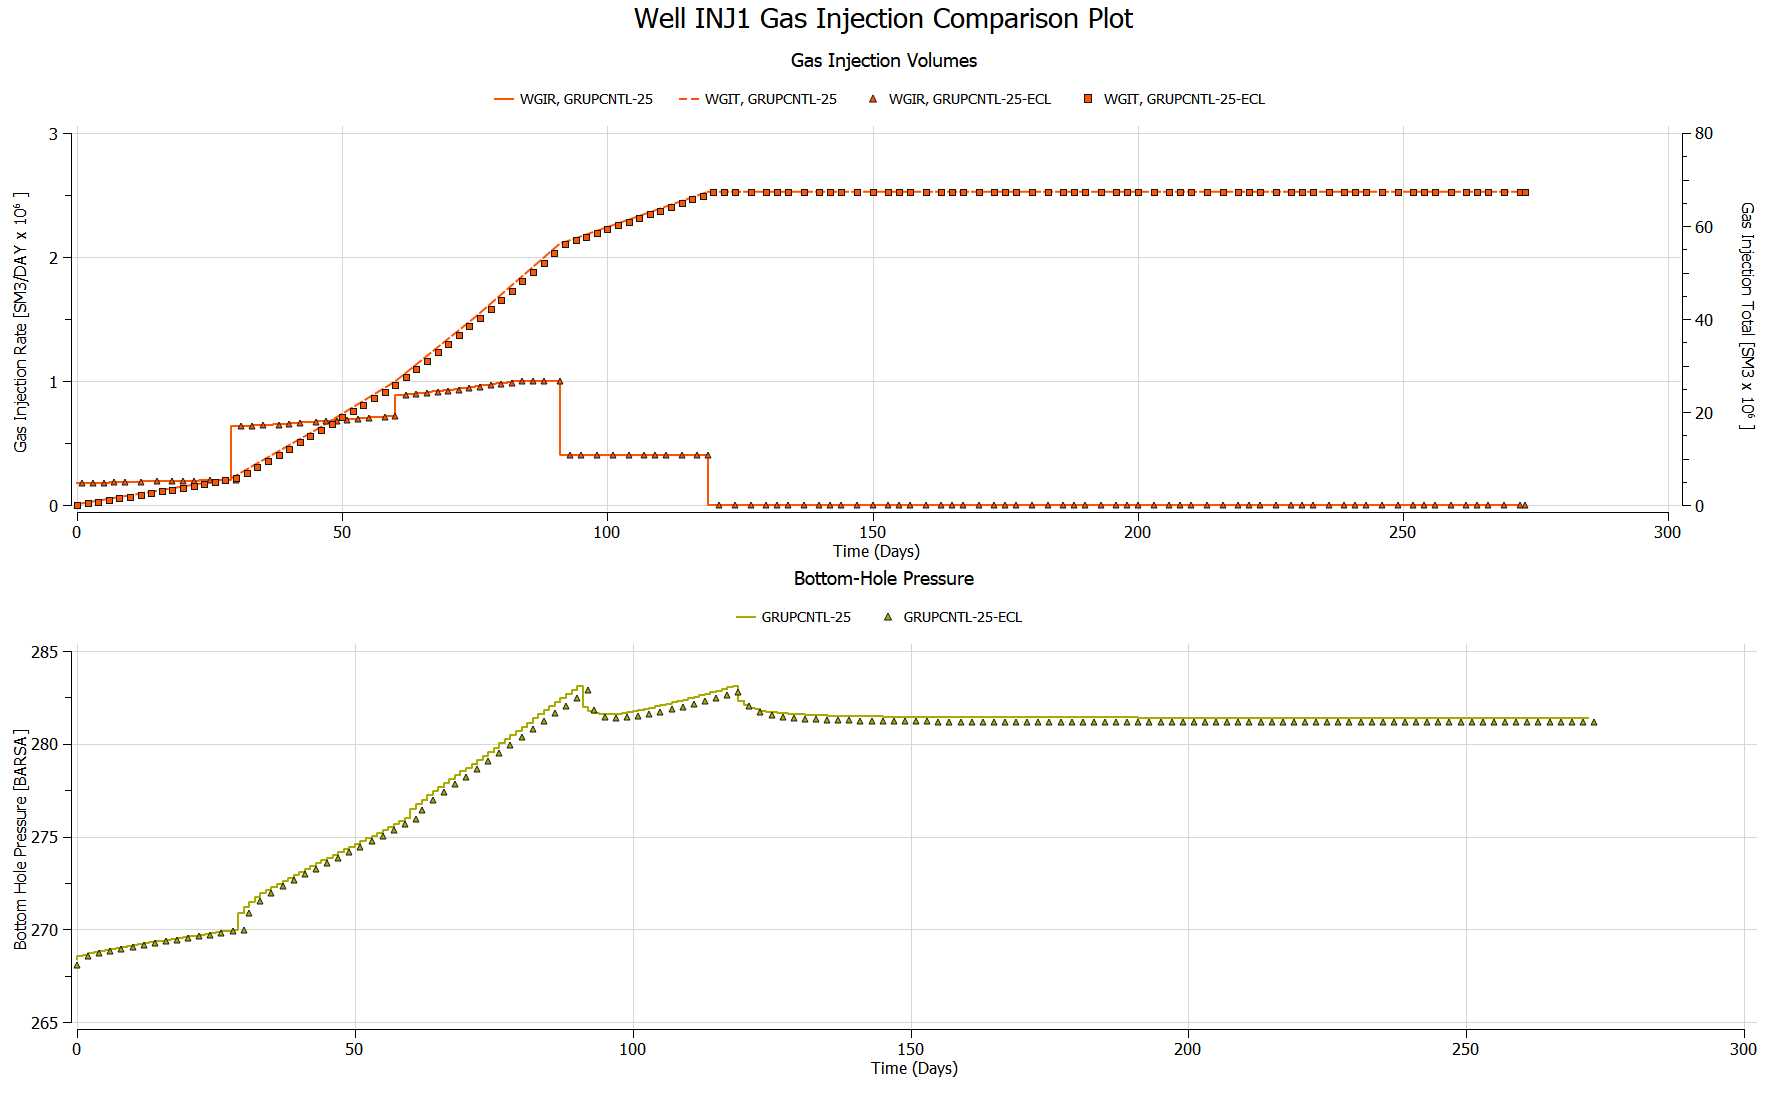 Well INJ1 Gas Injection Comparison Plot
Gas Injection Volumes
WGIR, GRUPCNTL-25 WGIT, GRUPCNTL-25 WGIR, GRUPCNTL-25-ECL WGIT, GRUPCNTL-25-ECL
Gas Injection Rate [SM3/DAY x 10⁶ ]
3
2
1
0
80
60
40
20
0
Gas Injection Total [SM3 x 10⁶ ]
0 50 100 150 200 250 300
Time (Days)
Bottom-Hole Pressure
GRUPCNTL-25 GRUPCNTL-25-ECL
Bottom Hole Pressure [BARSA]
285
280
275
270
265
0 50 100 150 200 250 300
Time (Days)